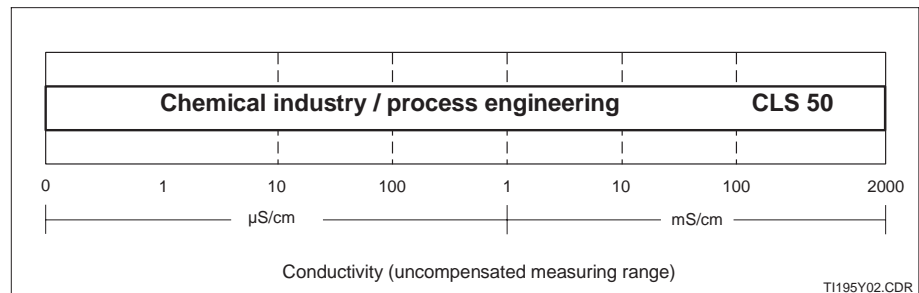 Chemical industry / process engineering CLS 50
0 1 10 100 1 10 100 2000
µS/cm mS/cm
Conductivity (uncompensated measuring range)
TI195Y02.CDR